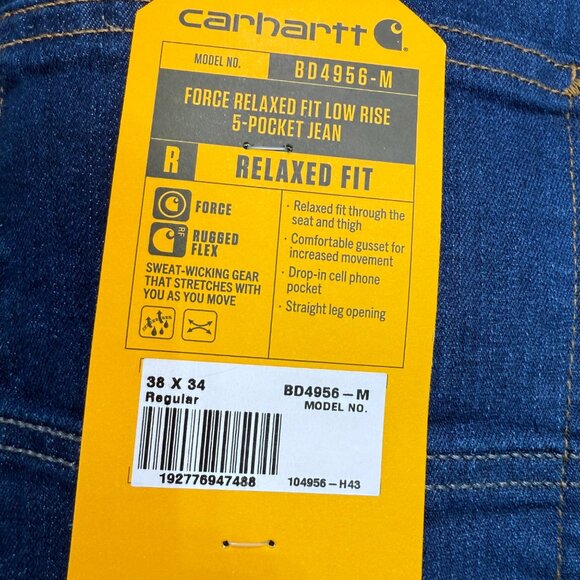 carhartt
MODEL NO. BD4956-M
FORCE RELAXED FIT LOW RISE
5-POCKET JEAN
R RELAXED FIT
FORCE
RUGGED
FLEX
RF
SWEAT-WICKING GEAR
THAT STRETCHES WITH
YOU AS YOU MOVE
· Relaxed fit through the
seat and thigh
· Comfortable gusset for
increased movement
· Drop-in cell phone
pocket
· Straight leg opening
38 X 34
Regular
BD4956-M
MODEL NO.
192776947488
104956-H43